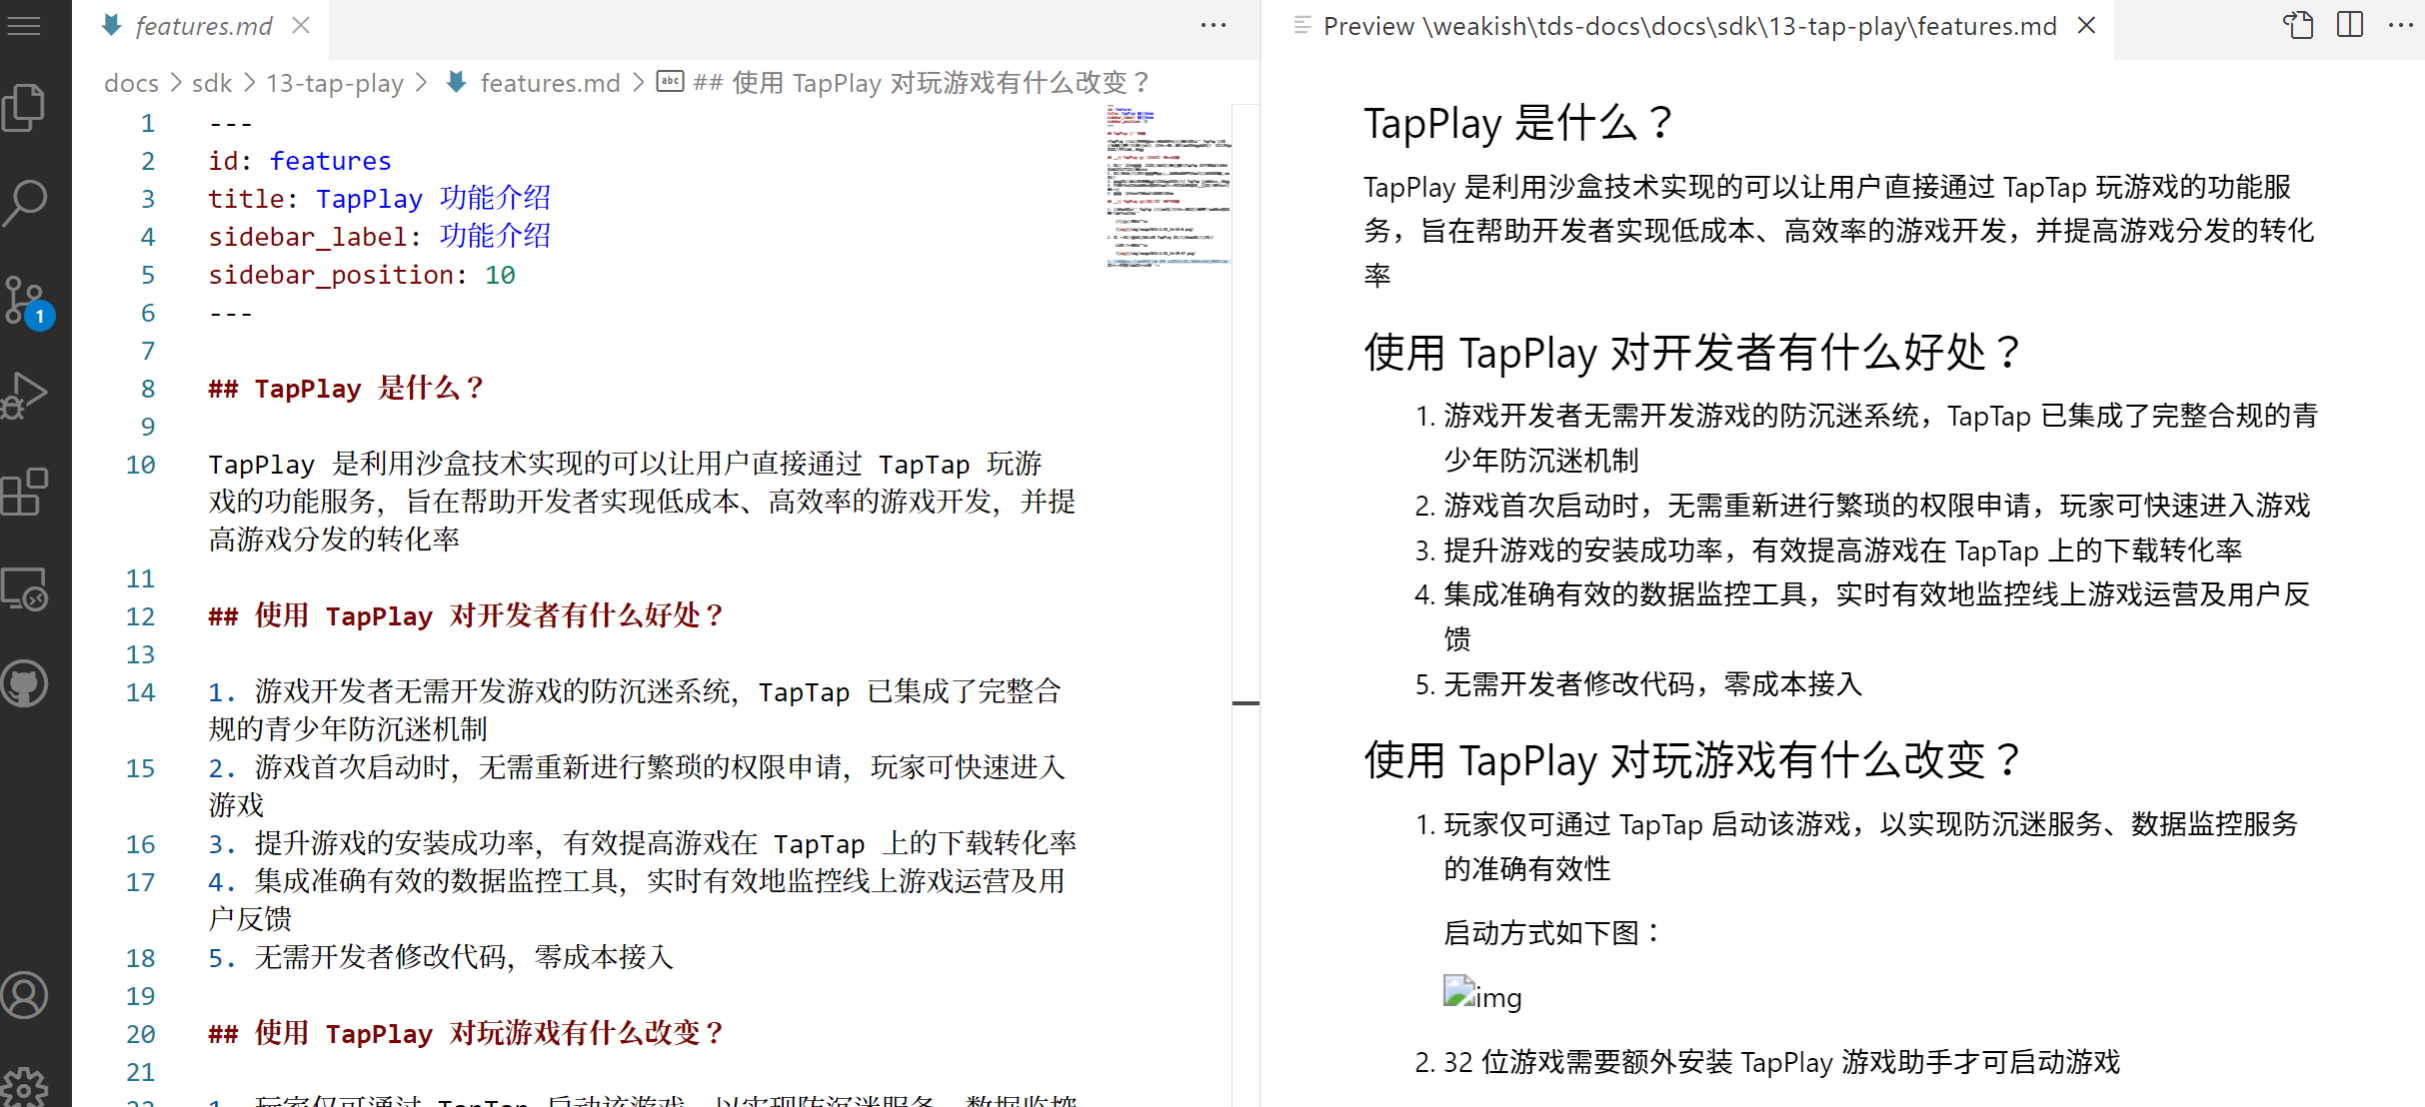 features.md
docs > sdk > 13-tap-play > features.md > abc ## 使用 TapPlay 对玩游戏有什么改变？
1 ---
2 id: features
3 title: TapPlay 功能介绍
4 sidebar_label: 功能介绍
5 sidebar_position: 10
6 ---
7
8 ## TapPlay 是什么？
9
10 TapPlay 是利用沙盒技术实现的可以让用户直接通过 TapTap 玩游
戏的功能服务，旨在帮助开发者实现低成本、高效率的游戏开发，并提
高游戏分发的转化率
11
12 ## 使用 TapPlay 对开发者有什么好处？
13
14 1. 游戏开发者无需开发游戏的防沉迷系统，TapTap 已集成了完整合
规的青少年防沉迷机制
15 2. 游戏首次启动时，无需重新进行繁琐的权限申请，玩家可快速进入
游戏
16 3. 提升游戏的安装成功率，有效提高游戏在 TapTap 上的下载转化率
17 4. 集成准确有效的数据监控工具，实时有效地监控线上游戏运营及用
户反馈
18 5. 无需开发者修改代码，零成本接入
19
20 ## 使用 TapPlay 对玩游戏有什么改变？
21
22 1. 玩家仅可通过 TapTap 启动该游戏，以实现防沉迷服务、数据监控
1
Preview \weakish\tds-docs\docs\sdk\13-tap-play\features.md
TapPlay 是什么？
TapPlay 是利用沙盒技术实现的可以让用户直接通过 TapTap 玩游戏的功能服
务，旨在帮助开发者实现低成本、高效率的游戏开发，并提高游戏分发的转化
率
使用 TapPlay 对开发者有什么好处？
1. 游戏开发者无需开发游戏的防沉迷系统，TapTap 已集成了完整合规的青
少年防沉迷机制
2. 游戏首次启动时，无需重新进行繁琐的权限申请，玩家可快速进入游戏
3. 提升游戏的安装成功率，有效提高游戏在 TapTap 上的下载转化率
4. 集成准确有效的数据监控工具，实时有效地监控线上游戏运营及用户反
馈
5. 无需开发者修改代码，零成本接入
使用 TapPlay 对玩游戏有什么改变？
1. 玩家仅可通过 TapTap 启动该游戏，以实现防沉迷服务、数据监控服务
的准确有效性
启动方式如下图：
img
2. 32 位游戏需要额外安装 TapPlay 游戏助手才可启动游戏